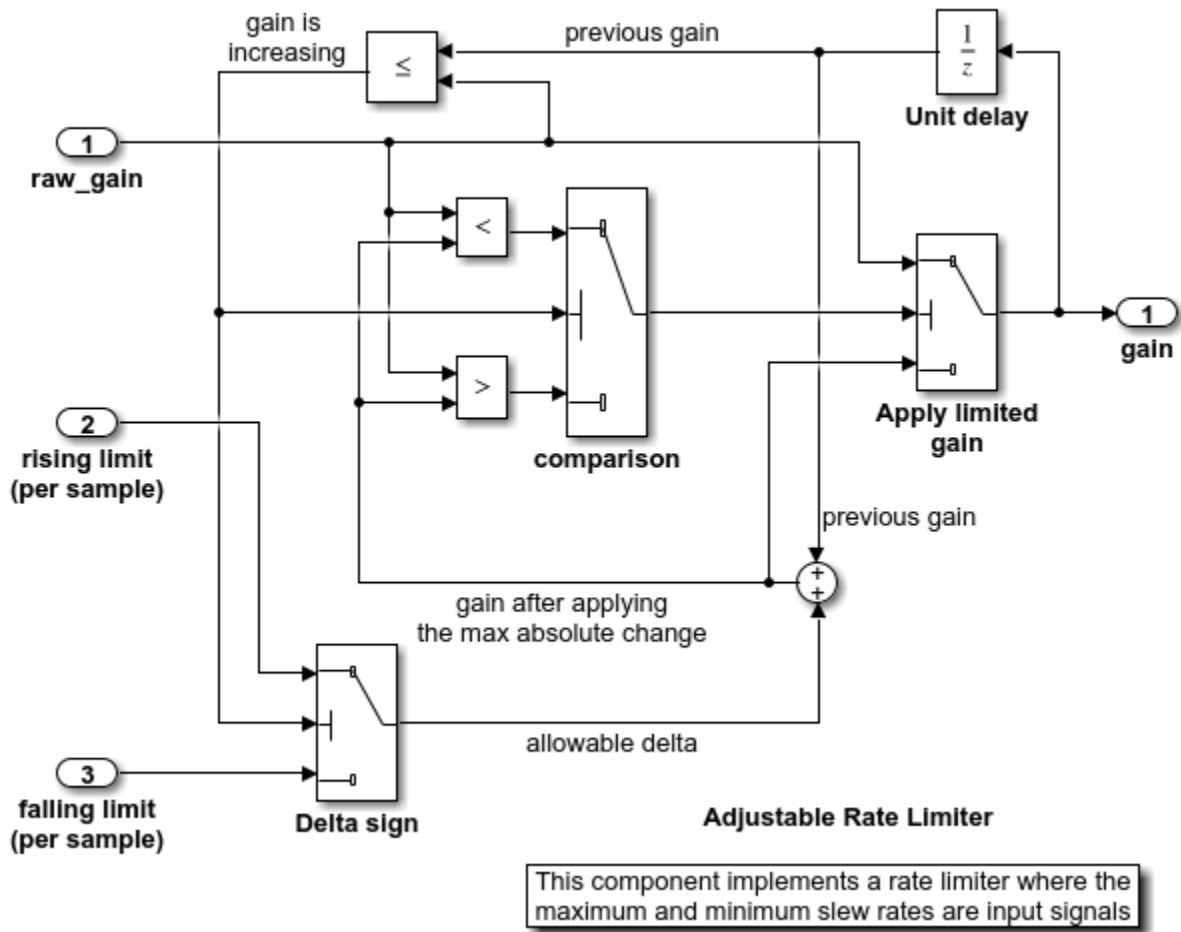 gain is
increasing
≤
previous gain
1
z
Unit delay
1
raw_gain
<
>
comparison
Apply limited
gain
1
gain
2
rising limit
(per sample)
previous gain
+
+
gain after applying
the max absolute change
allowable delta
3
falling limit
(per sample)
Delta sign
Adjustable Rate Limiter
This component implements a rate limiter where the
maximum and minimum slew rates are input signals